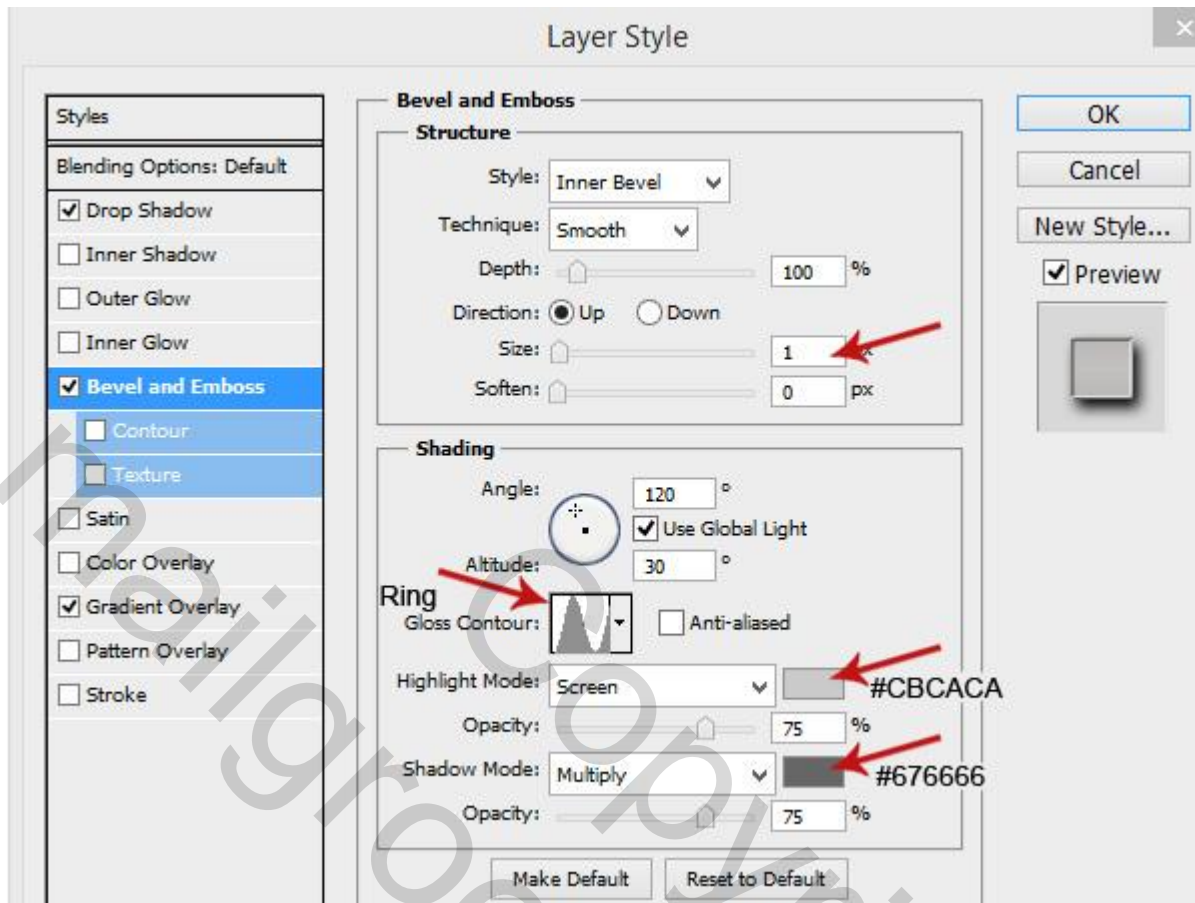 Layer Style
Styles
Blending Options: Default
Drop Shadow
Inner Shadow
Outer Glow
Inner Glow
Bevel and Emboss
Contour
Texture
Satin
Color Overlay
Gradient Overlay
Pattern Overlay
Stroke
Bevel and Emboss
Structure
Style: Inner Bevel
Technique: Smooth
Depth: 100 %
Direction: Up Down
Size: 1
Soften: 0 px
Shading
Angle: 120 °
Use Global Light
Altitude: 30 °
Ring
Gloss Contour: Anti-aliased
Highlight Mode: Screen #CBCACA
Opacity: 75 %
Shadow Mode: Multiply #676666
Opacity: 75 %
Make Default Reset to Default
OK
Cancel
New Style...
Preview